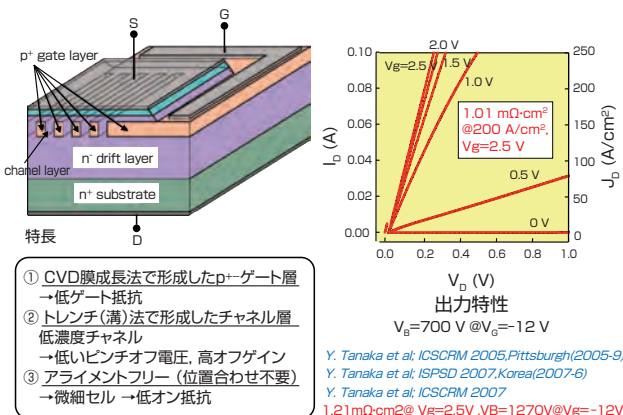 S
G
p⁺ gate layer
chanel layer
n⁻ drift layer
n⁺ substrate
D
特長
① CVD膜成長法で形成したp⁺−ゲート層
→低ゲート抵抗
② トレンチ(溝)法で形成したチャネル層
低濃度チャネル
→低いピンチオフ電圧, 高オフゲイン
③ アライメントフリー (位置合わせ不要)
→微細セル →低オン抵抗
I_D (A)
0.10
0.08
0.06
0.04
0.02
0.00
Vg=2.5 V
2.0 V
1.5 V
1.0 V
1.01 mΩ·cm²
@200 A/cm²,
Vg=2.5 V
0.5 V
0 V
250
200
150
100
50
0
J_D (A/cm²)
0.0 0.2 0.4 0.6 0.8 1.0
V_D (V)
出力特性
V_B=700 V @V_G=−12 V
Y. Tanaka et al; ICSCRM 2005,Pittsburgh(2005-9)
Y. Tanaka et al; ISPSD 2007,Korea(2007-6)
Y. Tanaka et al; ICSCRM 2007
1.21mΩ·cm2@ Vg=2.5V ,VB=1270V@Vg=−12V